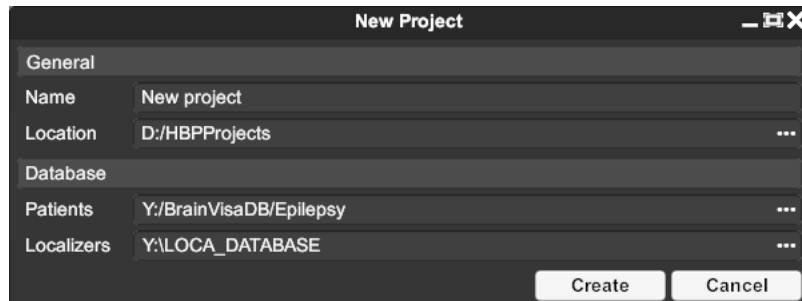 New Project
General
Name New project
Location D:/HBPProjects ...
Database
Patients Y:/BrainVisaDB/Epilepsy ...
Localizers Y:\LOCA_DATABASE ...
Create Cancel